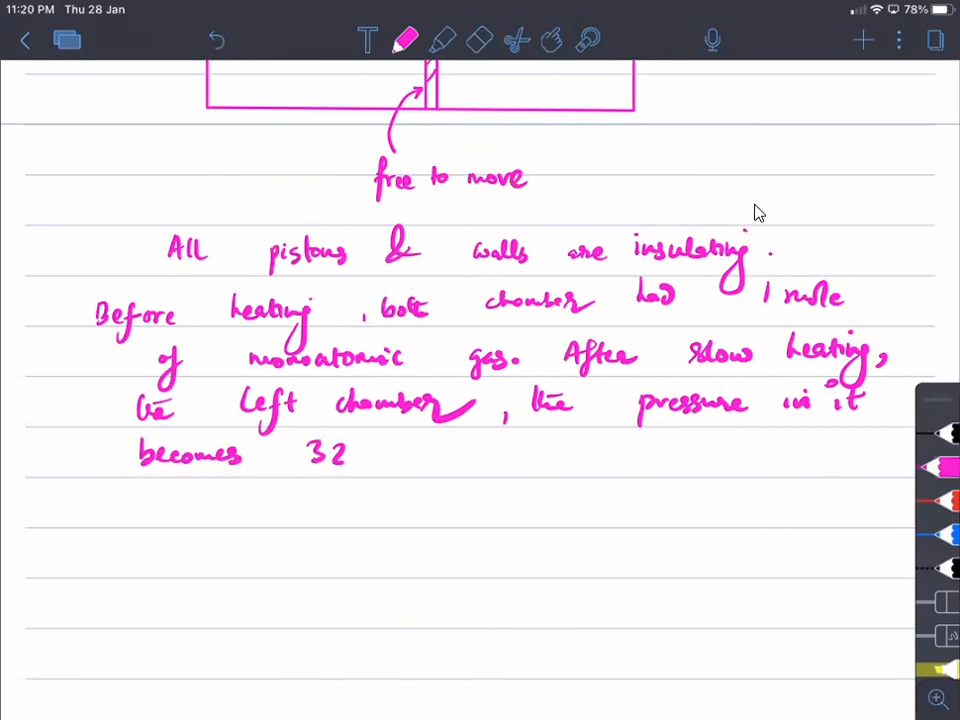 11:20 PM Thu 28 Jan 78%
free to move
All pistons & walls are insulating.
Before heating, both chamber had 1 mole
of monoatomic gas. After slow heating,
the left chamber, the pressure in it
becomes 32